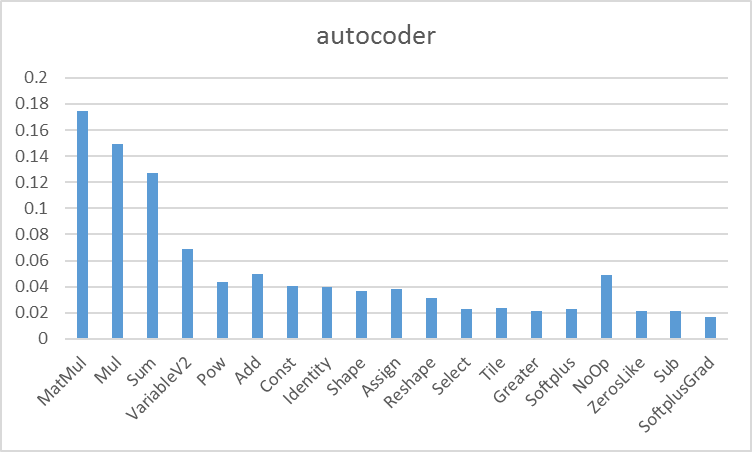 autocoder
0.2
0.18
0.16
0.14
0.12
0.1
0.08
0.06
0.04
0.02
0
MatMul
Mul
Sum
VariableV2
Pow
Add
Const
Identity
Shape
Assign
Reshape
Select
Tile
Greater
Softplus
NoOp
ZerosLike
Sub
SoftplusGrad